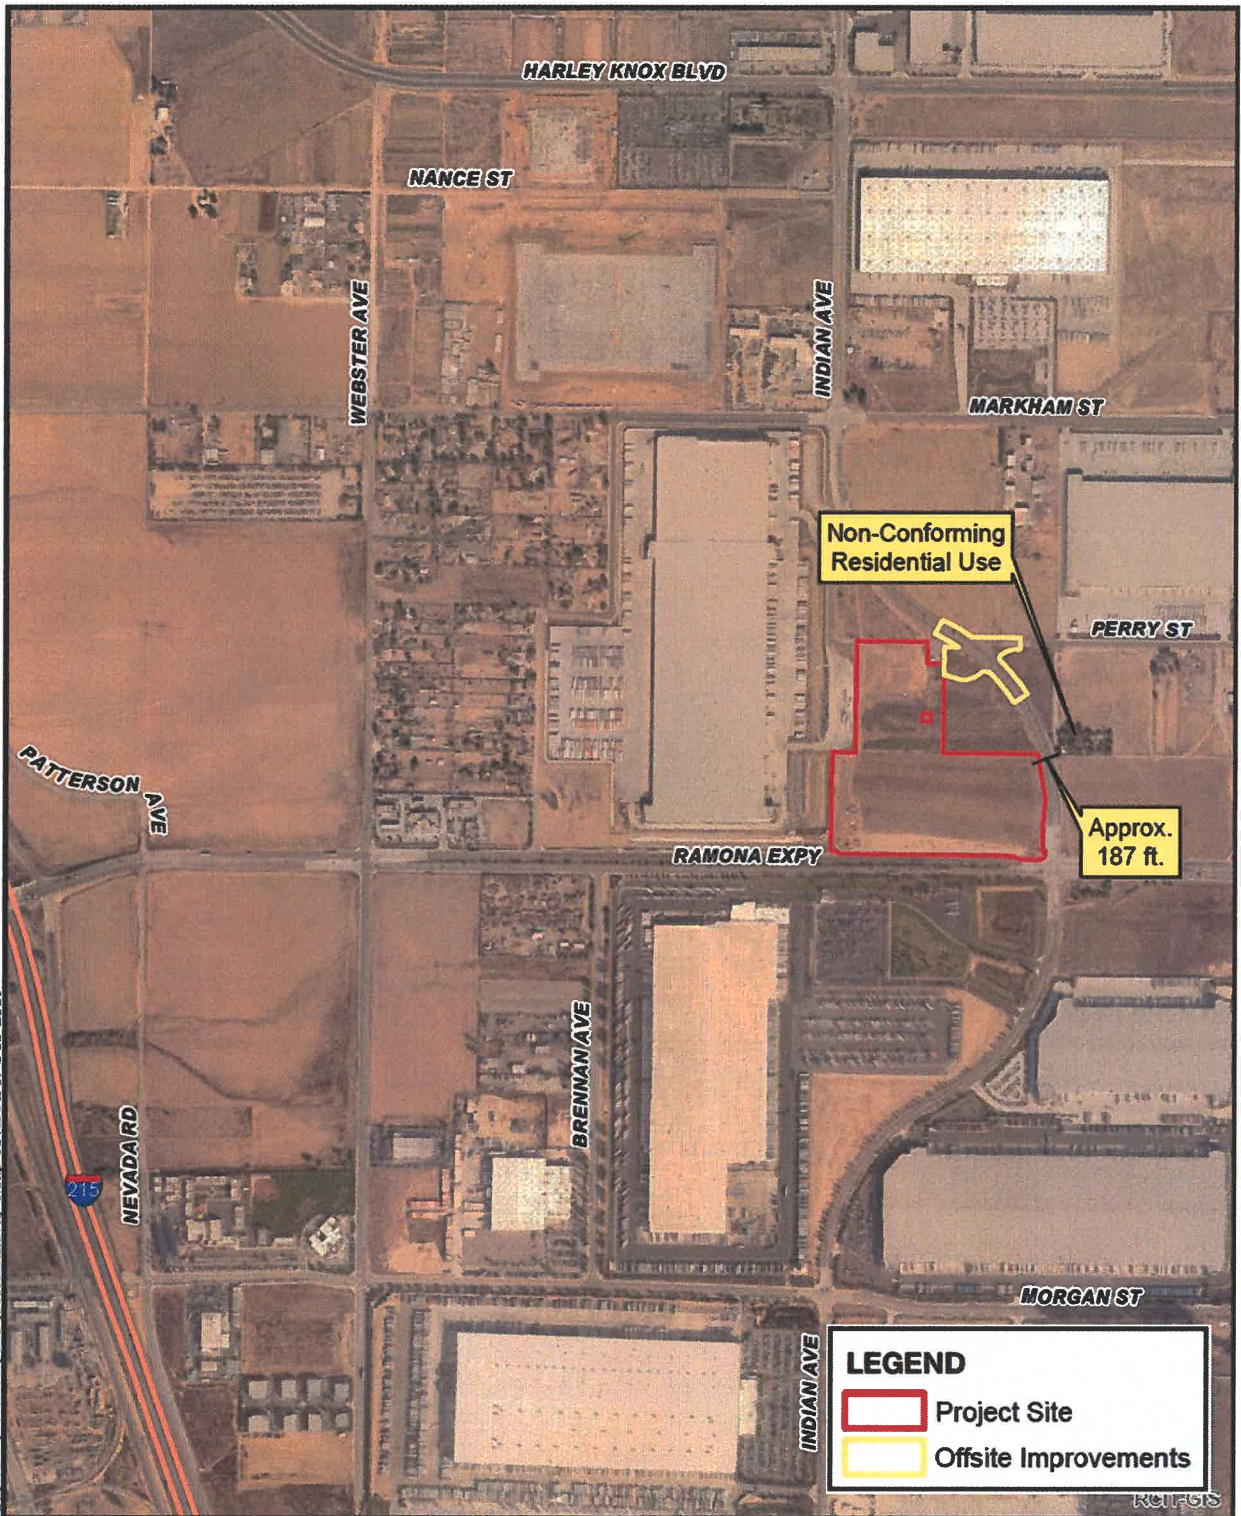 HARLEY KNOX BLVD
NANCE ST
WEBSTER AVE
INDIAN AVE
MARKHAM ST
Non-Conforming
Residential Use
PERRY ST
PATTERSON
AVE
Approx.
187 ft.
RAMONA EXPY
BRENNAN AVE
NEVADA RD
215
MORGAN ST
INDIAN AVE
LEGEND
Project Site
Offsite Improvements